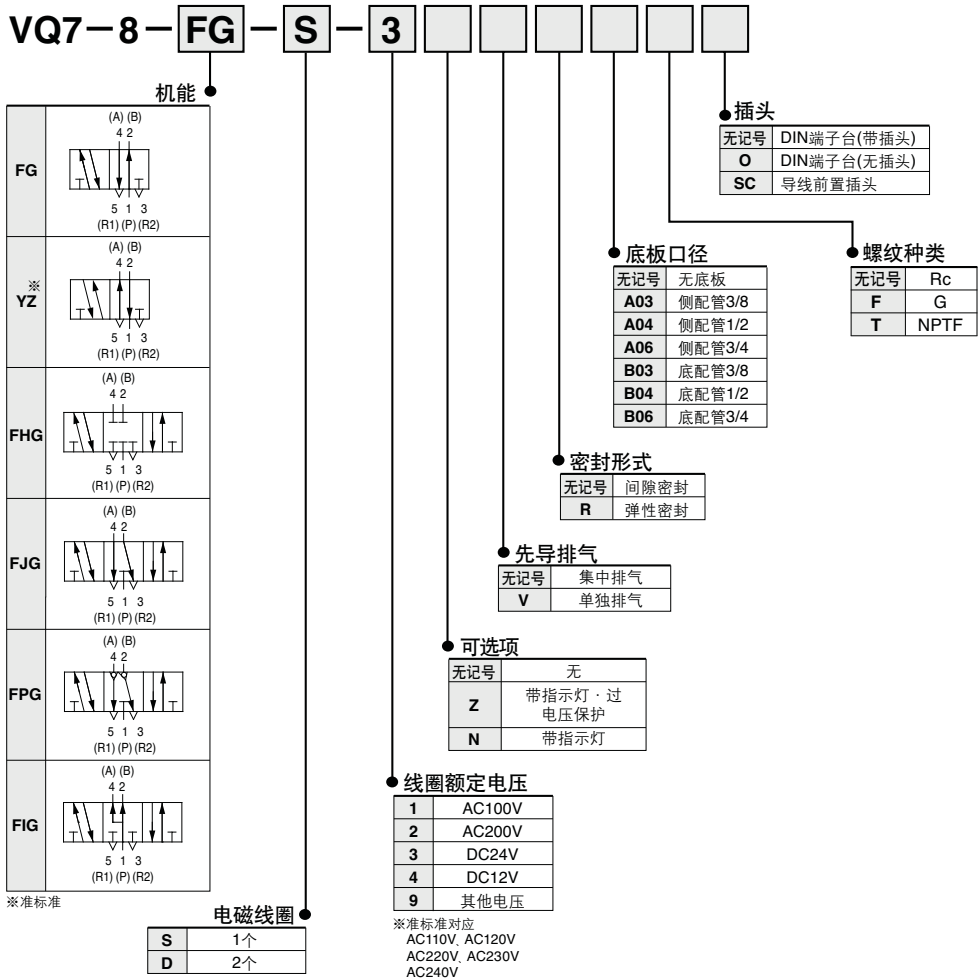 VQ7－8－FG－S－3
机能
FG
(A) (B)
4 2
5 1 3
(R1) (P) (R2)
※
YZ
(A) (B)
4 2
5 1 3
(R1) (P) (R2)
FHG
(A) (B)
4 2
5 1 3
(R1) (P) (R2)
FJG
(A) (B)
4 2
5 1 3
(R1) (P) (R2)
FPG
(A) (B)
4 2
5 1 3
(R1) (P) (R2)
FIG
(A) (B)
4 2
5 1 3
(R1) (P) (R2)
※准标准
电磁线圈
S 1个
D 2个
线圈额定电压
1 AC100V
2 AC200V
3 DC24V
4 DC12V
9 其他电压
※准标准对应
AC110V、AC120V
AC220V、AC230V
AC240V
可选项
无记号 无
Z 带指示灯 · 过
电压保护
N 带指示灯
先导排气
无记号 集中排气
V 单独排气
密封形式
无记号 间隙密封
R 弹性密封
底板口径
无记号 无底板
A03 侧配管3/8
A04 侧配管1/2
A06 侧配管3/4
B03 底配管3/8
B04 底配管1/2
B06 底配管3/4
螺纹种类
无记号 Rc
F G
T NPTF
插头
无记号 DIN端子台(带插头)
O DIN端子台(无插头)
SC 导线前置插头